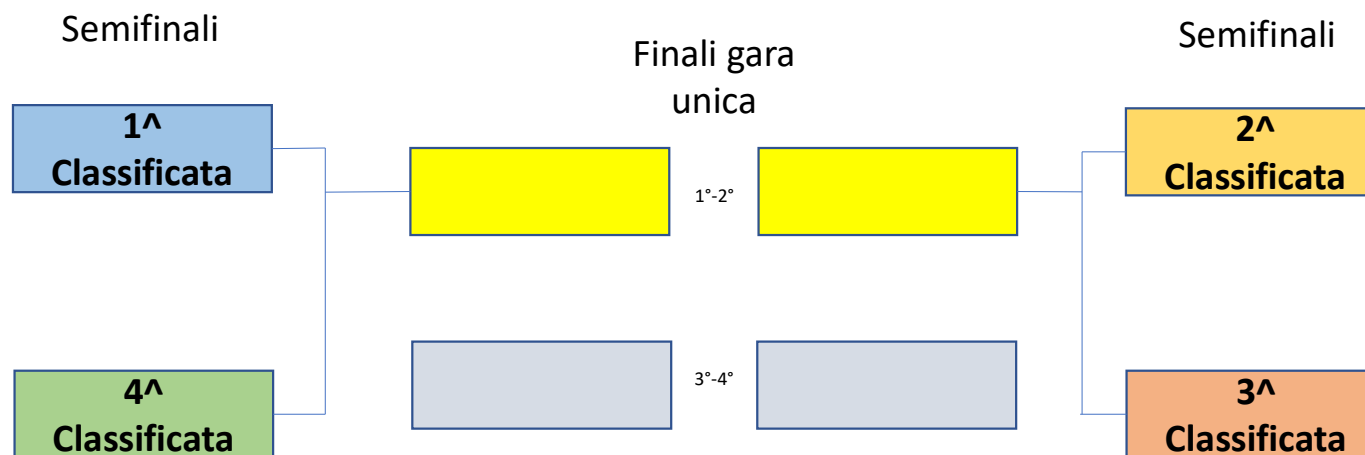 Semifinali
Finali gara
unica
Semifinali
1^
Classificata
1°-2°
2^
Classificata
4^
Classificata
3°-4°
3^
Classificata